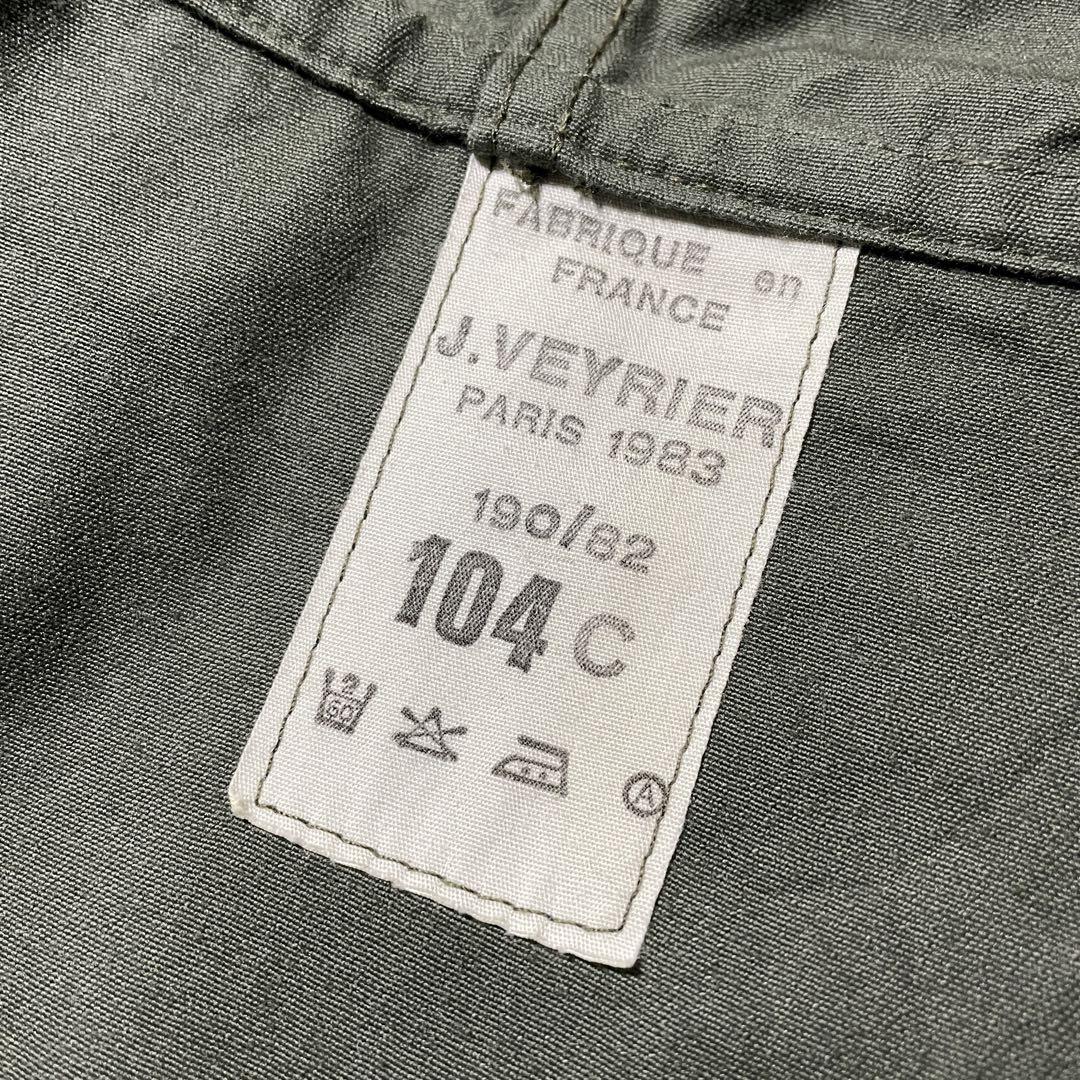 FABRIQUE en
FRANCE
J.VEYRIER
PARIS 1983
190/82
104 C
A